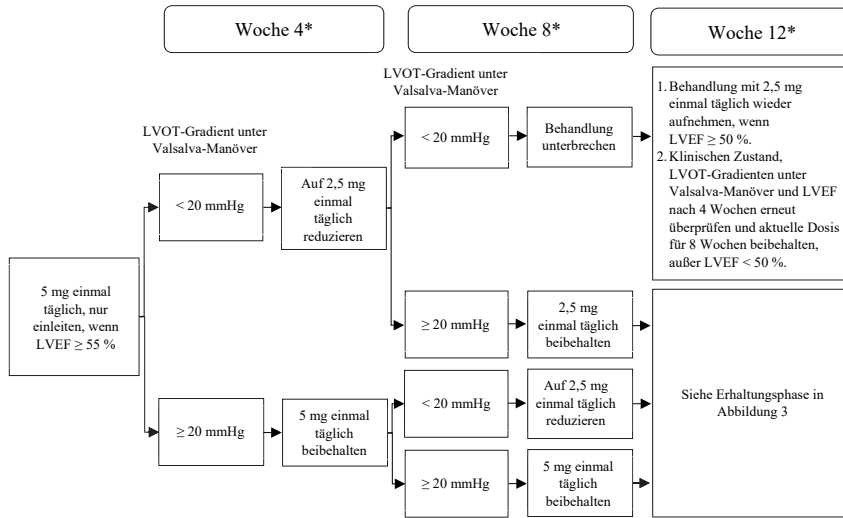 Woche 4*
Woche 8*
Woche 12*
LVOT-Gradient unter
Valsalva-Manöver
LVOT-Gradient unter
Valsalva-Manöver
5 mg einmal
täglich, nur
einleiten, wenn
LVEF ≥ 55 %
< 20 mmHg
Auf 2,5 mg
einmal
täglich
reduzieren
< 20 mmHg
Behandlung
unterbrechen
1. Behandlung mit 2,5 mg
einmal täglich wieder
aufnehmen, wenn
LVEF ≥ 50 %.
2. Klinischen Zustand,
LVOT-Gradienten unter
Valsalva-Manöver und LVEF
nach 4 Wochen erneut
überprüfen und aktuelle Dosis
für 8 Wochen beibehalten,
außer LVEF < 50 %.
≥ 20 mmHg
2,5 mg
einmal täglich
beibehalten
≥ 20 mmHg
5 mg einmal
täglich
beibehalten
< 20 mmHg
Auf 2,5 mg
einmal täglich
reduzieren
≥ 20 mmHg
5 mg einmal
täglich
beibehalten
Siehe Erhaltungsphase in
Abbildung 3